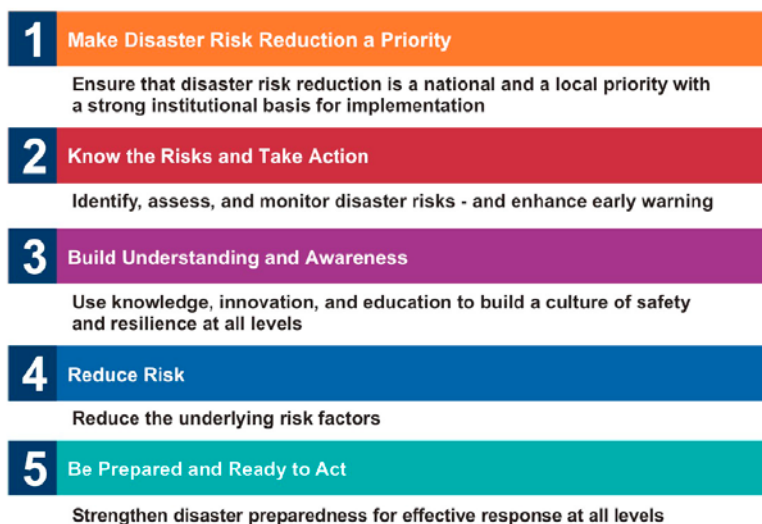 1 Make Disaster Risk Reduction a Priority
Ensure that disaster risk reduction is a national and a local priority with
a strong institutional basis for implementation
2 Know the Risks and Take Action
Identify, assess, and monitor disaster risks - and enhance early warning
3 Build Understanding and Awareness
Use knowledge, innovation, and education to build a culture of safety
and resilience at all levels
4 Reduce Risk
Reduce the underlying risk factors
5 Be Prepared and Ready to Act
Strengthen disaster preparedness for effective response at all levels